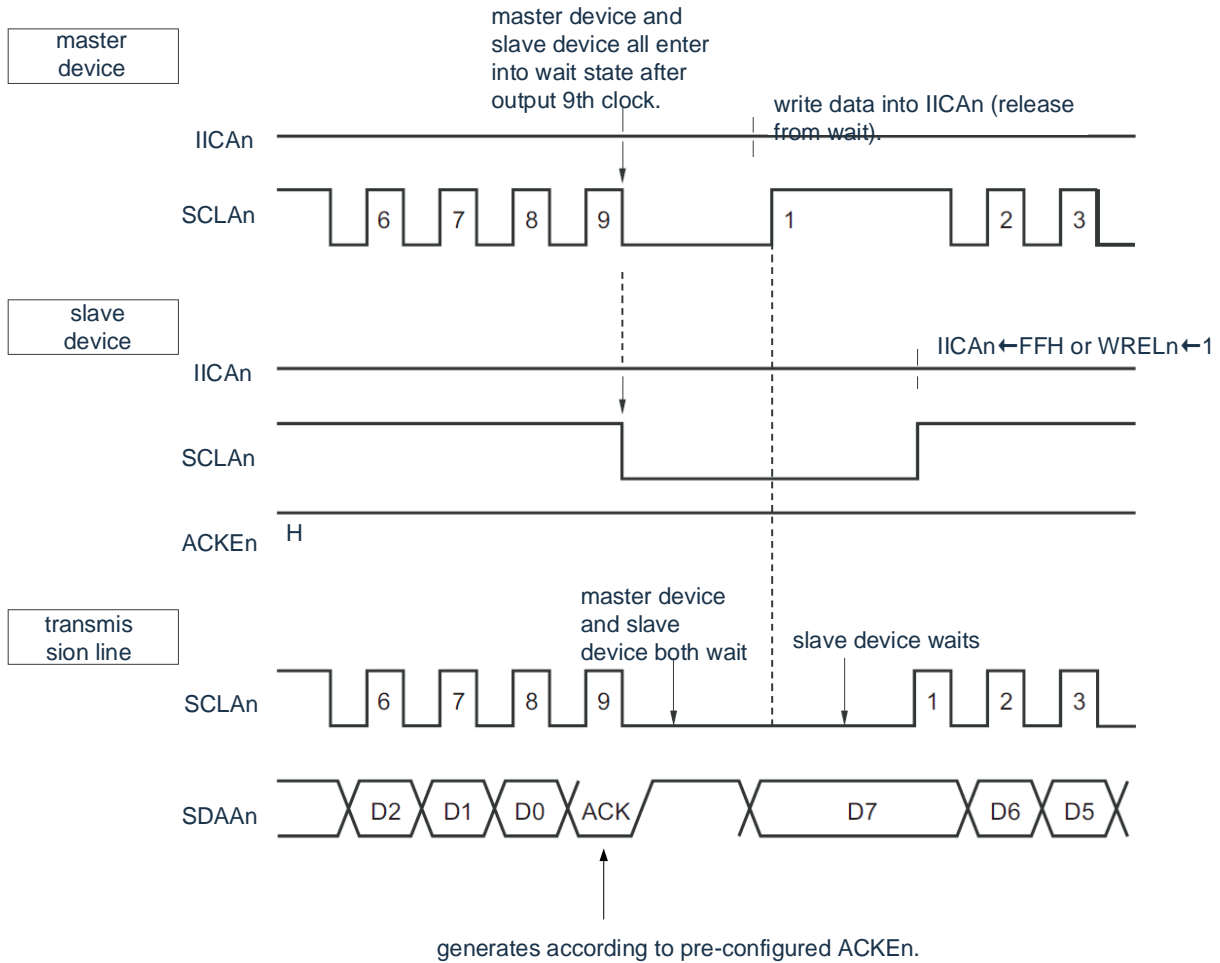 master device and
slave device all enter
into wait state after
output 9th clock.
master
device
write data into IICAn (release
from wait).
IICAn
SCLAn
6
7
8
9
1
2
3
slave
device
IICAn←FFH or WRELn←1
IICAn
SCLAn
ACKEn
H
transmis
sion line
master device
and slave
device both wait
slave device waits
SCLAn
6
7
8
9
1
2
3
SDAAn
D2
D1
D0
ACK
D7
D6
D5
generates according to pre-configured ACKEn.